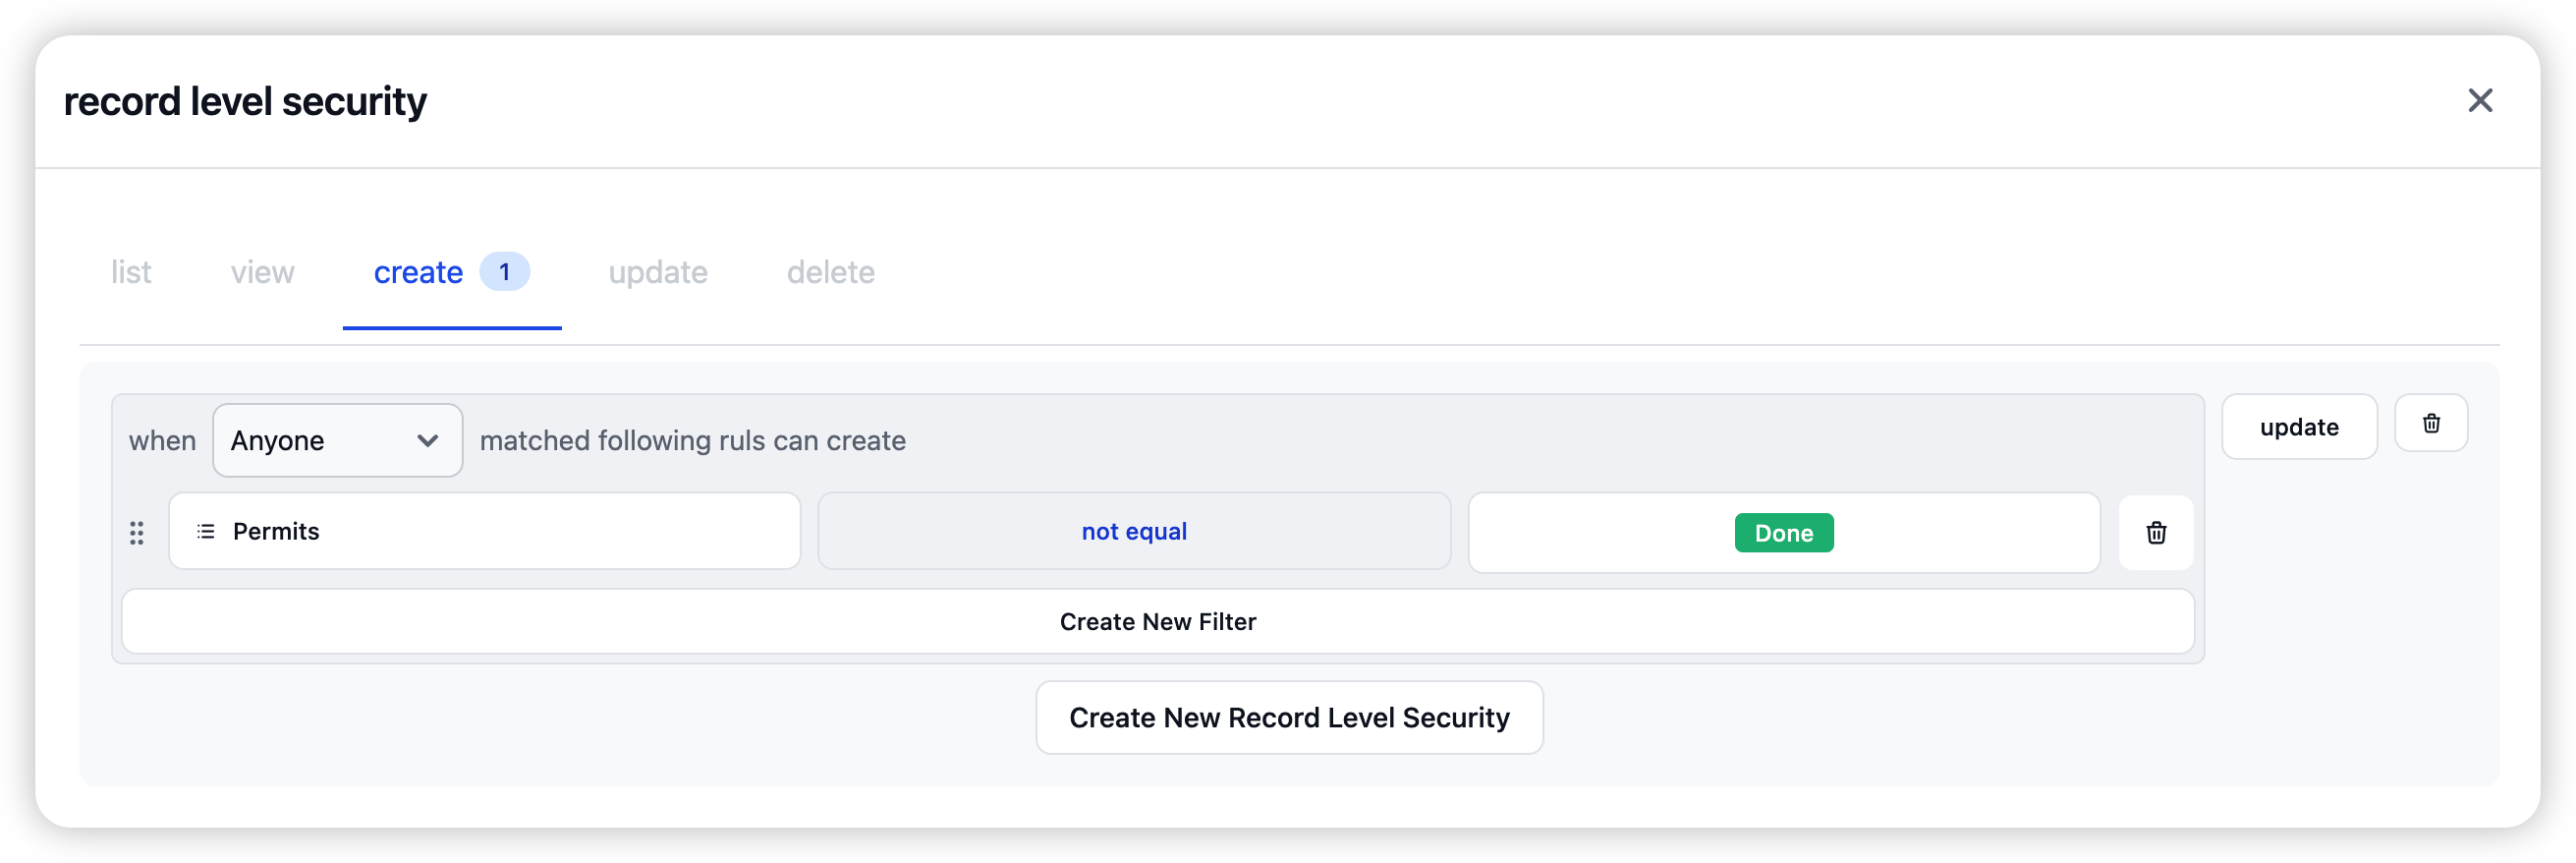 record level security
list view create 1 update delete
when Anyone matched following ruls can create update
Permits not equal Done
Create New Filter
Create New Record Level Security